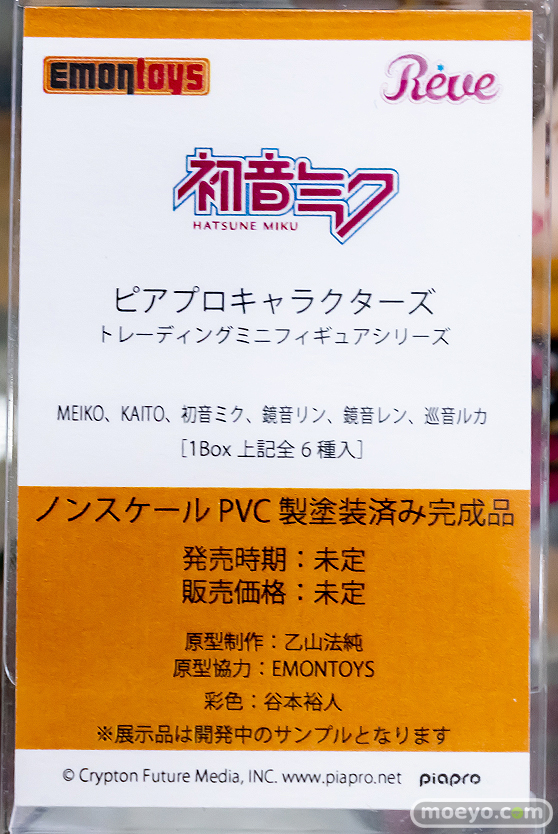 EMONtoys
Rêve
初音ミク
HATSUNE MIKU
ピアプロキャラクターズ
トレーディングミニフィギュアシリーズ
MEIKO、KAITO、初音ミク、鏡音リン、鏡音レン、巡音ルカ
［1Box 上記全 6 種入］
ノンスケール PVC 製塗装済み完成品
発売時期：未定
販売価格：未定
原型制作：乙山法純
原型協力：EMONTOYS
彩色：谷本裕人
※展示品は開発中のサンプルとなります
© Crypton Future Media, INC. www.piapro.net piapro
moeyo.com